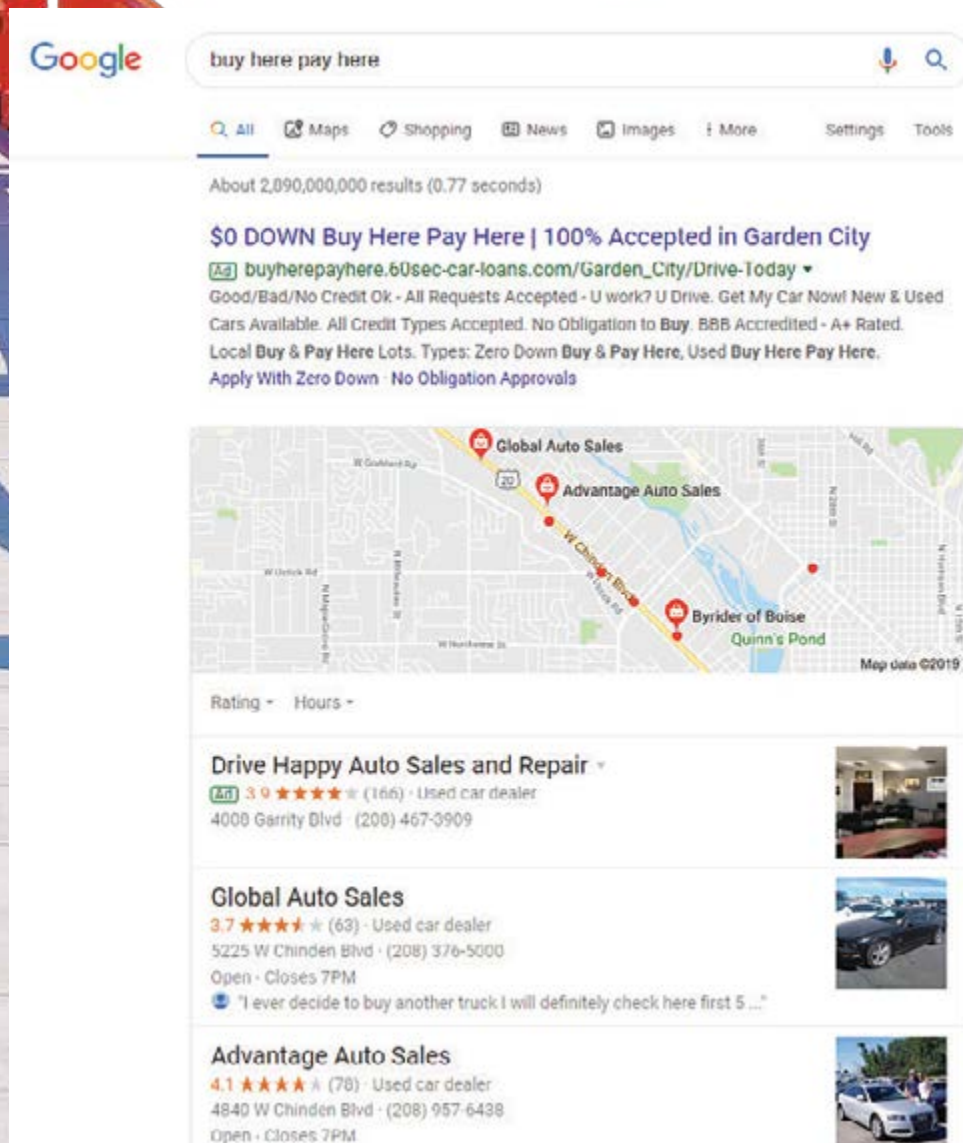 Google
buy here pay here
All Maps Shopping News Images More Settings Tools
About 2,090,000,000 results (0.77 seconds)
$0 DOWN Buy Here Pay Here | 100% Accepted in Garden City
Ad buyherepayhere.60sec-car-loans.com/Garden_City/Drive-Today
Good/Bad/No Credit Ok - All Requests Accepted - U work? U Drive. Get My Car Now! New & Used
Cars Available. All Credit Types Accepted. No Obligation to Buy. BBB Accredited - A+ Rated.
Local Buy & Pay Here Lots. Types: Zero Down Buy & Pay Here, Used Buy Here Pay Here.
Apply With Zero Down · No Obligation Approvals
Global Auto Sales
20
Advantage Auto Sales
W Chinden Blvd
W Ustick Rd
W Ustick Rd
Byrider of Boise
Quinn's Pond
Map data ©2019
Rating Hours
Drive Happy Auto Sales and Repair
Ad 3.9 (166) · Used car dealer
4008 Garrity Blvd · (208) 467-3909
Global Auto Sales
3.7 (63) · Used car dealer
5225 W Chinden Blvd · (208) 376-5000
Open · Closes 7PM
"I ever decide to buy another truck I will definitely check here first 5 ..."
Advantage Auto Sales
4.1 (78) · Used car dealer
4840 W Chinden Blvd · (208) 957-6438
Open · Closes 7PM